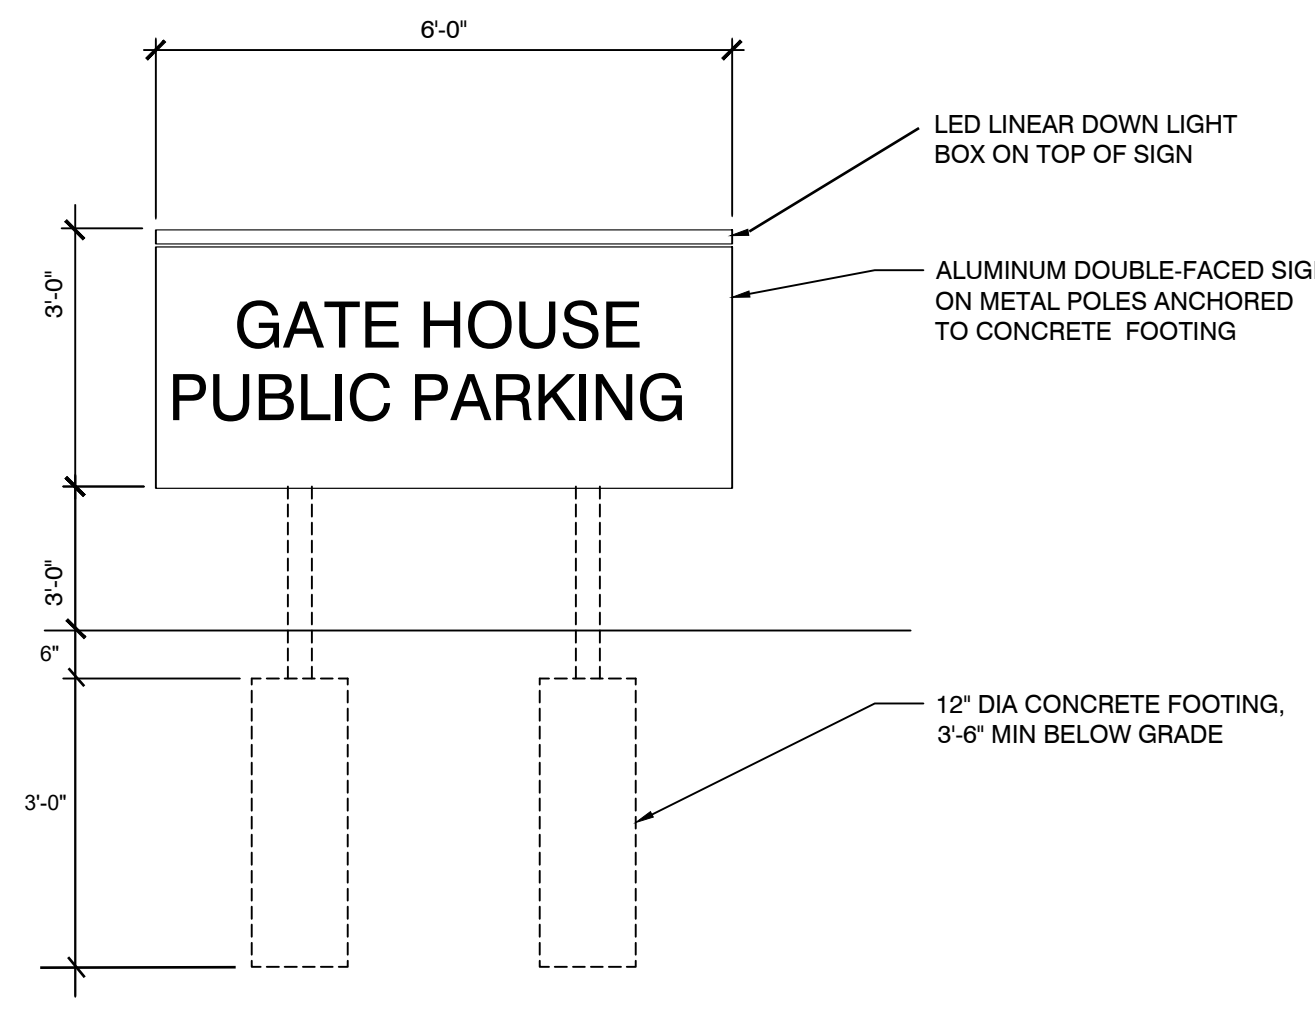 6'-0"
LED LINEAR DOWN LIGHT
BOX ON TOP OF SIGN
3'-0"
ALUMINUM DOUBLE-FACED SIG
ON METAL POLES ANCHORED
TO CONCRETE FOOTING
GATE HOUSE
PUBLIC PARKING
3'-0"
6"
12" DIA CONCRETE FOOTING,
3'-6" MIN BELOW GRADE
3'-0"